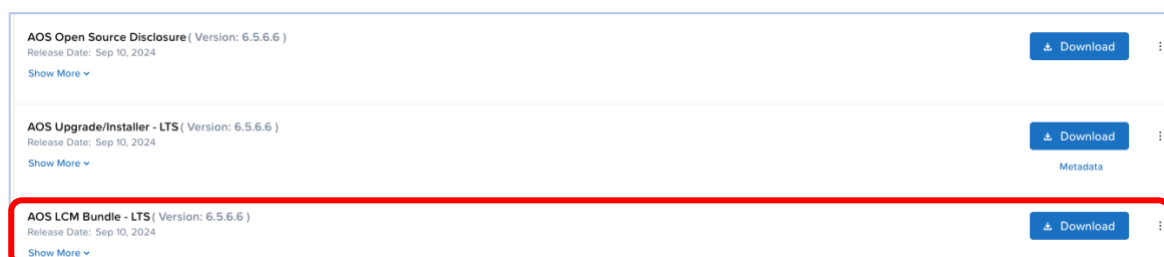 AOS Open Source Disclosure ( Version: 6.5.6.6 )
Download
Release Date: Sep 10, 2024
Show More
AOS Upgrade/Installer - LTS ( Version: 6.5.6.6 )
Download
Release Date: Sep 10, 2024
Show More
Metadata
AOS LCM Bundle - LTS ( Version: 6.5.6.6 )
Download
Release Date: Sep 10, 2024
Show More